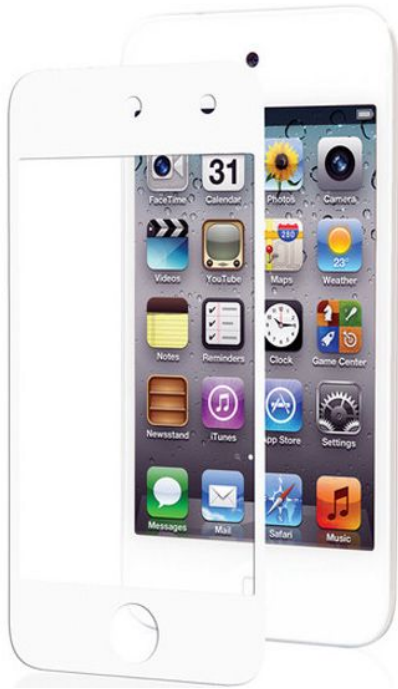 31
FaceTime Calendar Photos Camera
280
23°
Videos YouTube Maps Weather
Notes Reminders Clock Game Center
Newsstand iTunes App Store Settings
Messages Mail Safari Music